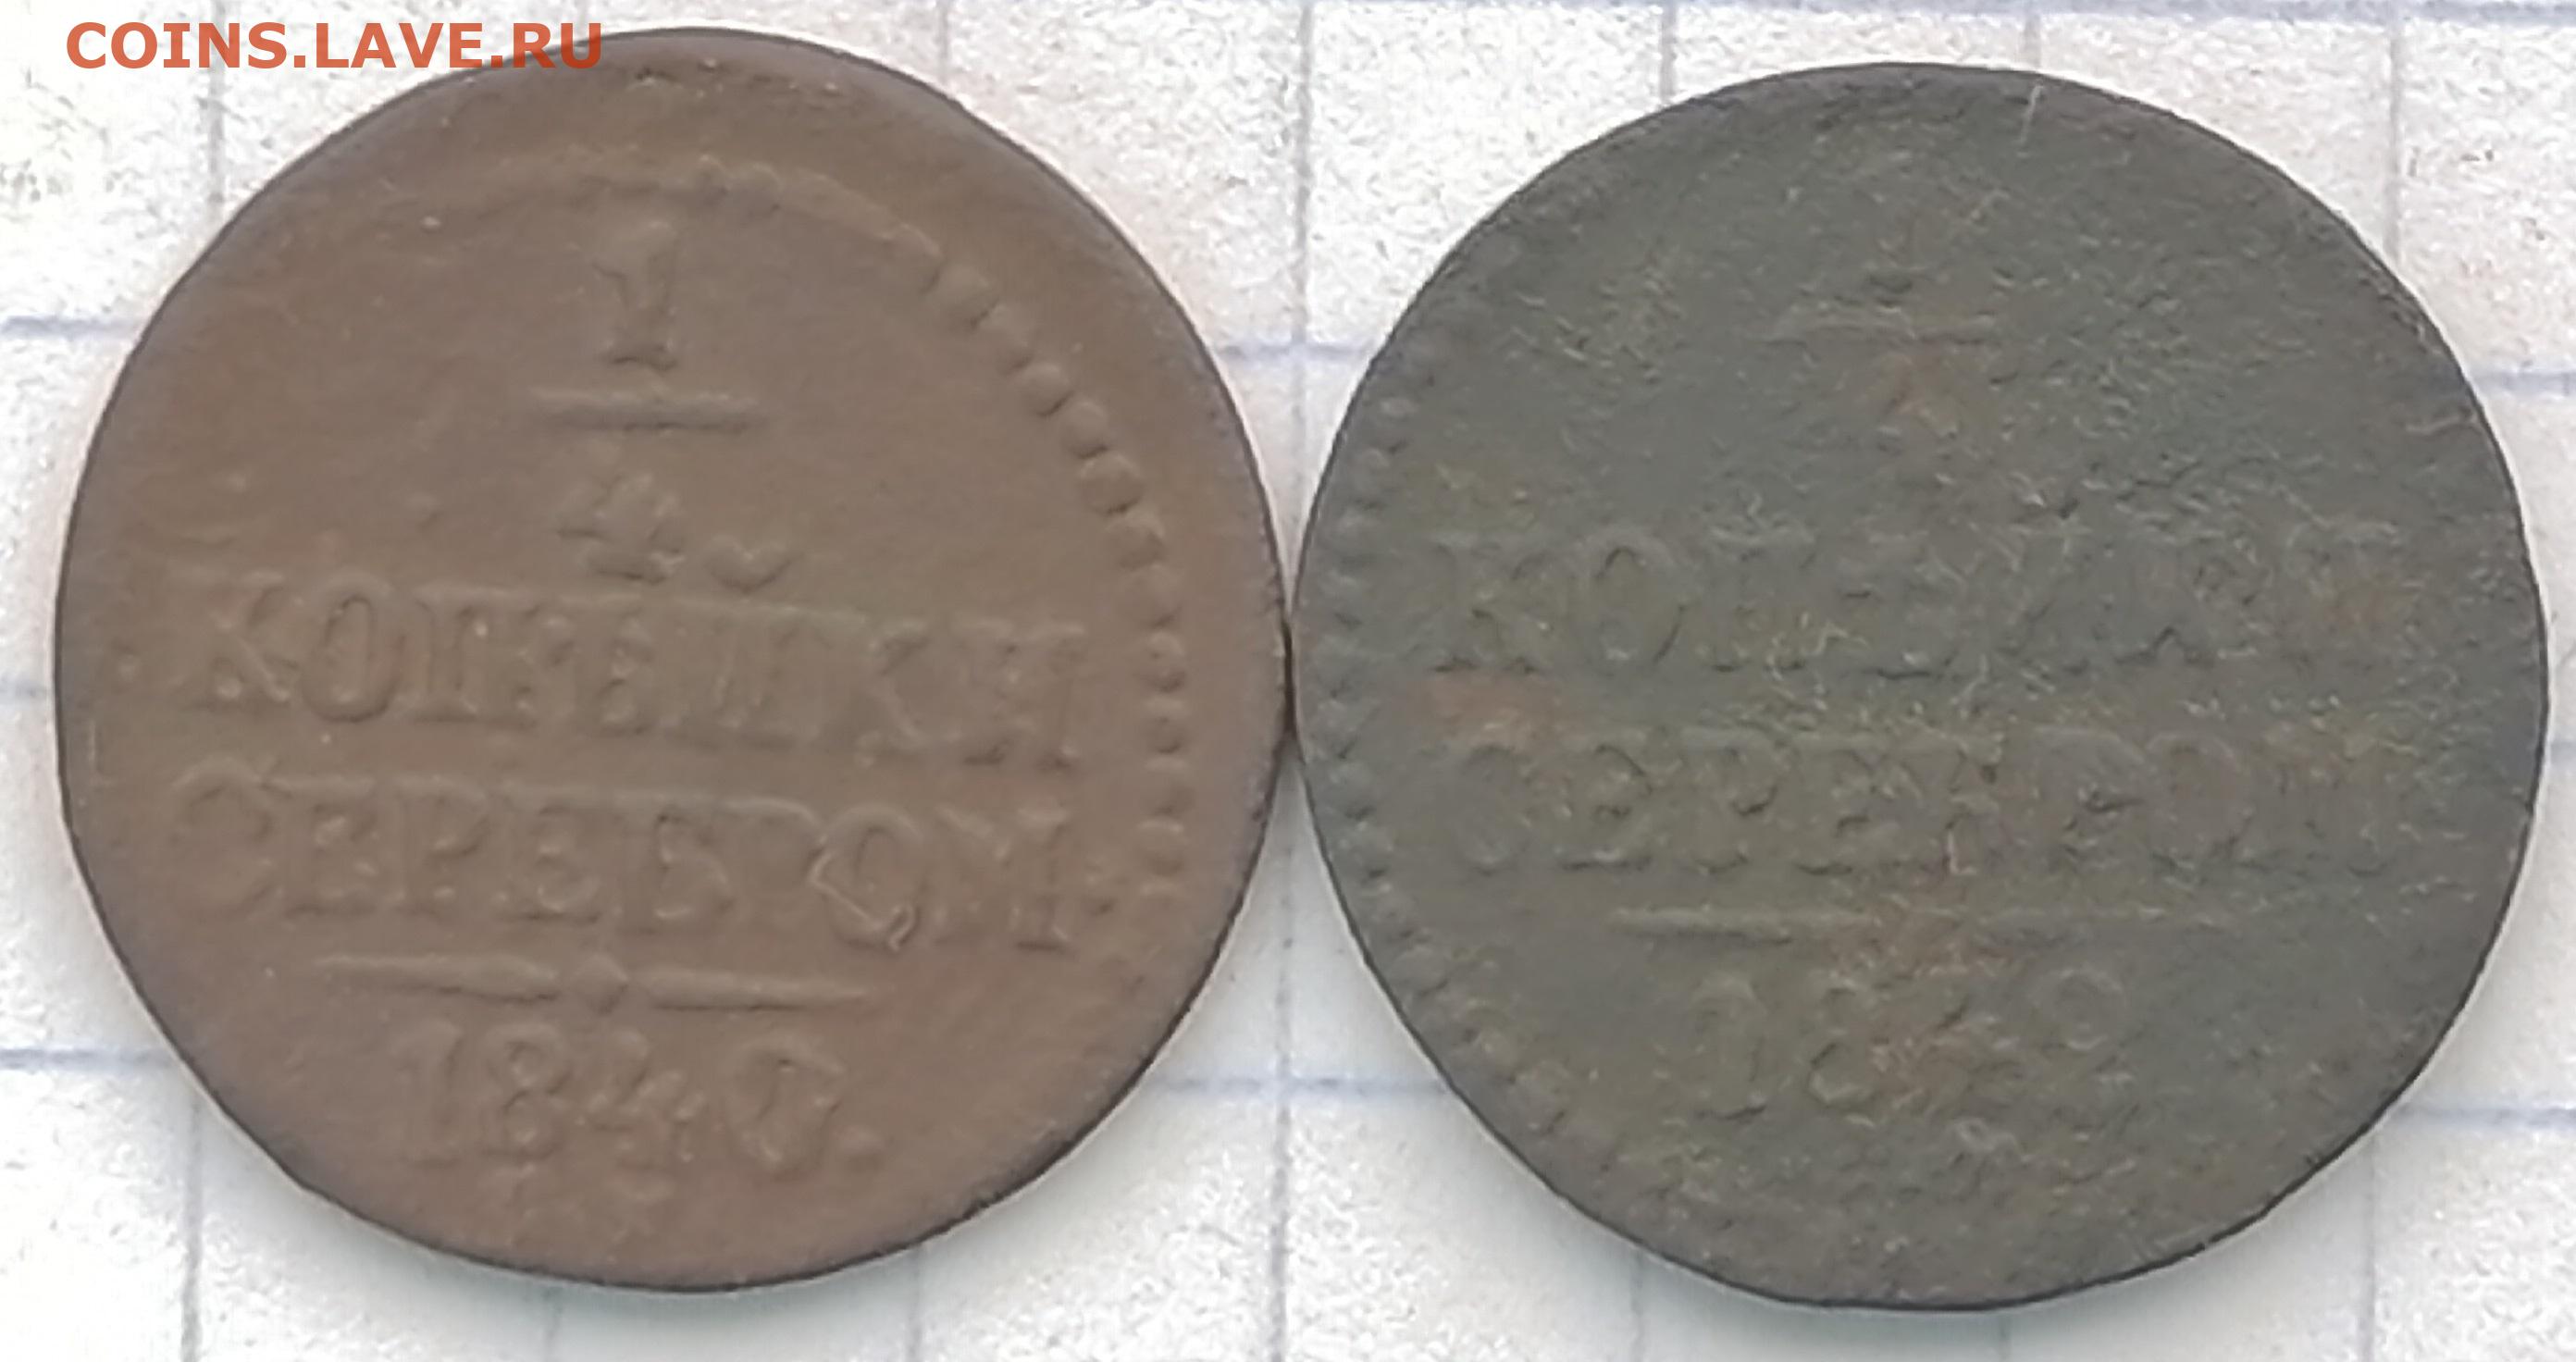 COINS.LAVE.RU
1
4
КОПѢЙКИ
СЕРЕБРОМ
1840.
КОПѢЙКИ
СЕРЕБРОМ